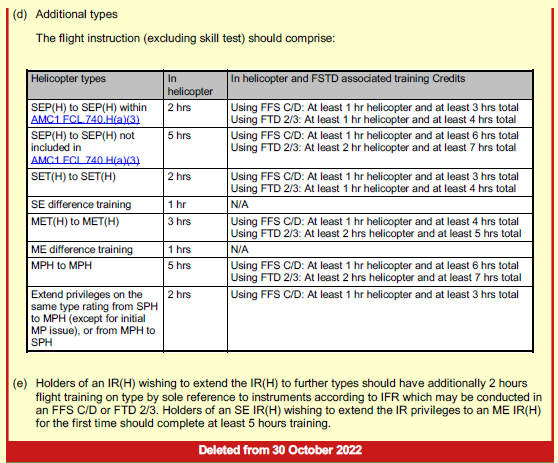 (d) Additional types
The flight instruction (excluding skill test) should comprise:
Helicopter types
In helicopter
In helicopter and FSTD associated training Credits
SEP(H) to SEP(H) within
AMC1 FCL.740.H(a)(3)
2 hrs
Using FFS C/D: At least 1 hr helicopter and at least 3 hrs total
Using FTD 2/3: At least 1 hr helicopter and at least 4 hrs total
SEP(H) to SEP(H) not
included in
AMC1 FCL.740.H(a)(3)
5 hrs
Using FFS C/D: At least 1 hr helicopter and at least 6 hrs total
Using FTD 2/3: At least 2 hr helicopter and at least 7 hrs total
SET(H) to SET(H)
2 hrs
Using FFS C/D: At least 1 hr helicopter and at least 3 hrs total
Using FTD 2/3: At least 1 hr helicopter and at least 4 hrs total
SE difference training
1 hr
N/A
MET(H) to MET(H)
3 hrs
Using FFS C/D: At least 1 hr helicopter and at least 4 hrs total
Using FTD 2/3: At least 2 hrs helicopter and at least 5 hrs total
ME difference training
1 hrs
N/A
MPH to MPH
5 hrs
Using FFS C/D: At least 1 hr helicopter and at least 6 hrs total
Using FTD 2/3: At least 2 hrs helicopter and at least 7 hrs total
Extend privileges on the
same type rating from SPH
to MPH (except for initial
MP issue), or from MPH to
SPH
2 hrs
Using FFS C/D: At least 1 hr helicopter and at least 3 hrs total
(e) Holders of an IR(H) wishing to extend the IR(H) to further types should have additionally 2 hours
flight training on type by sole reference to instruments according to IFR which may be conducted in
an FFS C/D or FTD 2/3. Holders of an SE IR(H) wishing to extend the IR privileges to an ME IR(H)
for the first time should complete at least 5 hours training.
Deleted from 30 October 2022